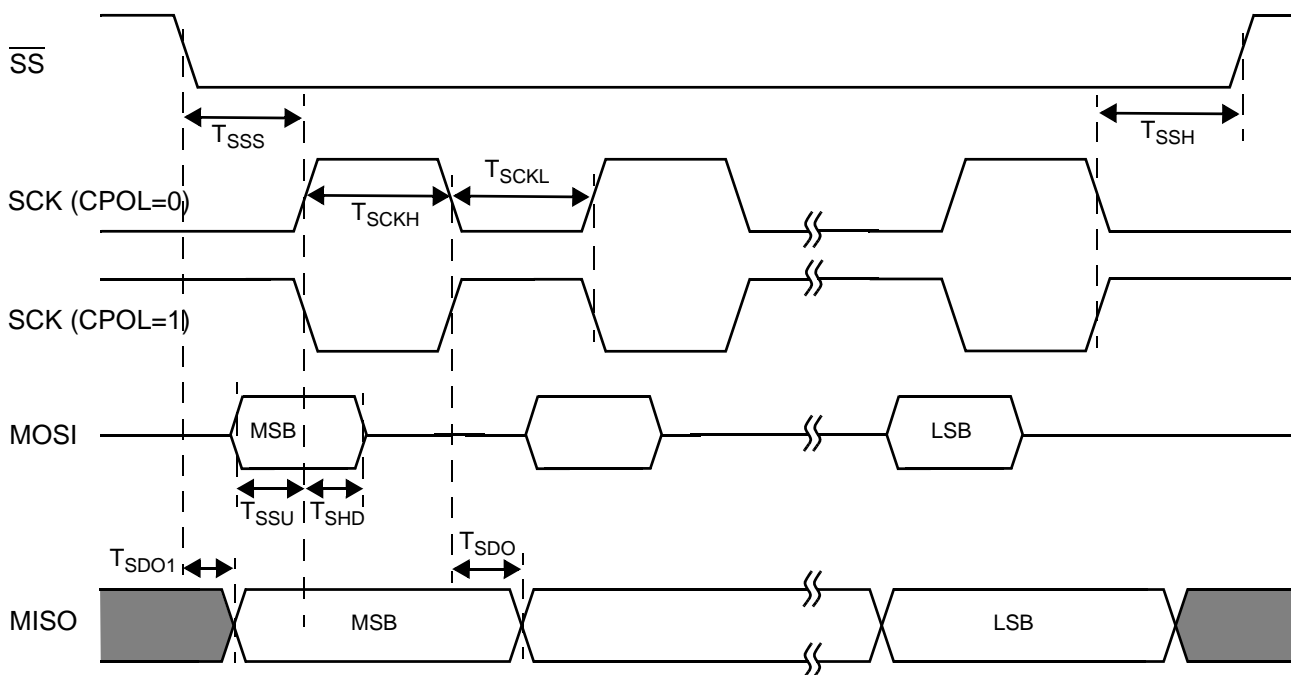 SS
TSSS
TSSH
SCK (CPOL=0)
TSCKH
TSCKL
SCK (CPOL=1)
MOSI
MSB
LSB
TSSU
TSHD
TSDO1
TSDO
MISO
MSB
LSB